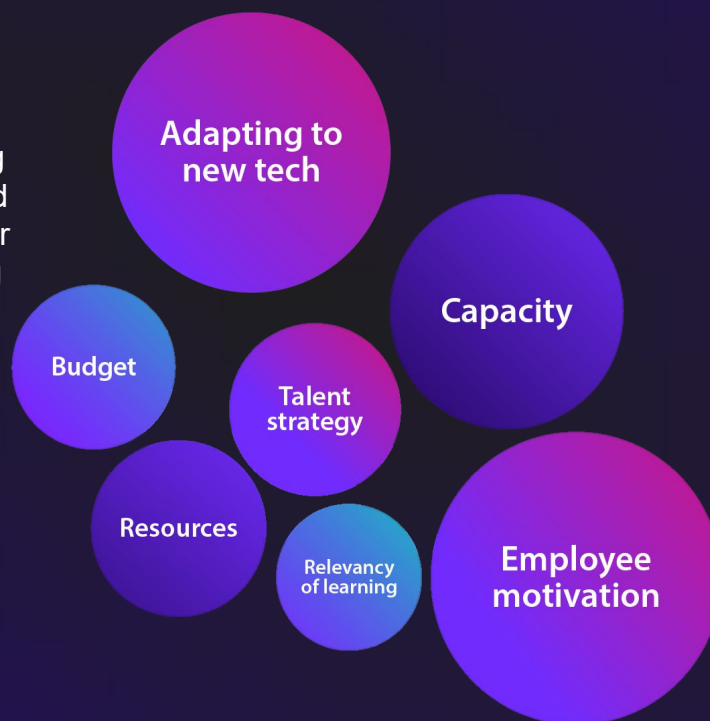 Adapting to
new tech
Capacity
Budget
Talent
strategy
Resources
Relevancy
of learning
Employee
motivation